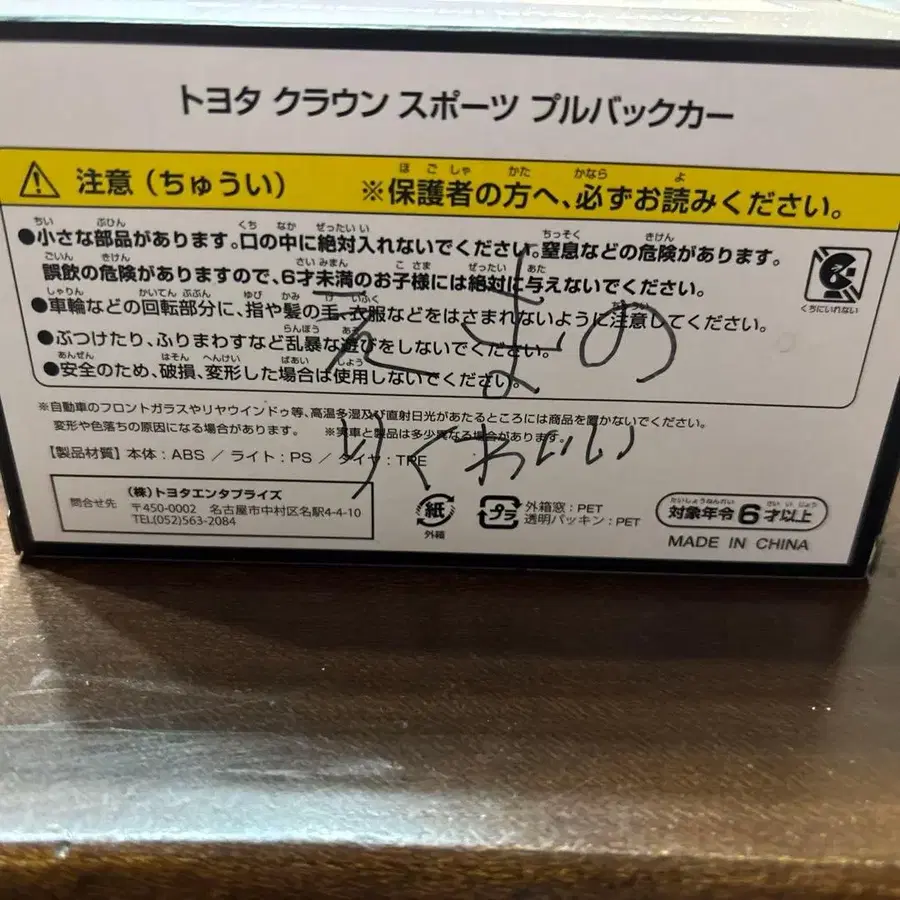 トヨタ クラウン スポーツ プルバックカー
注意（ちゅうい） ※保護者の方へ、必ずお読みください。
●小さな部品があります。口の中に絶対入れないでください。窒息などの危険があります。
誤飲の危険がありますので、6才未満のお子様には絶対に与えないでください。
●車輪などの回転部分に、指や髪の毛、衣服などをはさまれないように注意してください。
●ぶつけたり、ふりまわすなど乱暴な遊びをしないでください。
●安全のため、破損、変形した場合は使用しないでください。
くちにいれない
えまの
※自動車のフロントガラスやリヤウインドゥ等、高温多湿及び直射日光があたるところには商品を置かないでください。
変形や色落ちの原因になる場合があります。 ※実車と製品は多少異なる場合があります。
【製品材質】本体：ABS ／ ライト：PS ／ タイヤ：TPE
問合せ先
（株）トヨタエンタプライズ
〒450-0002 名古屋市中村区名駅4-4-10
TEL(052)563-2084
紙
外箱
プラ
外箱窓：PET
透明パッキン：PET
対象年令6才以上
MADE IN CHINA